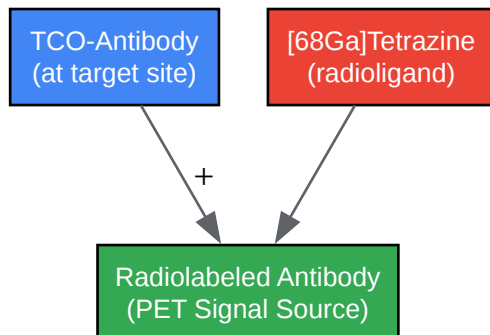 TCO-Antibody
(at target site)
[68Ga]Tetrazine
(radioligand)
+
Radiolabeled Antibody
(PET Signal Source)